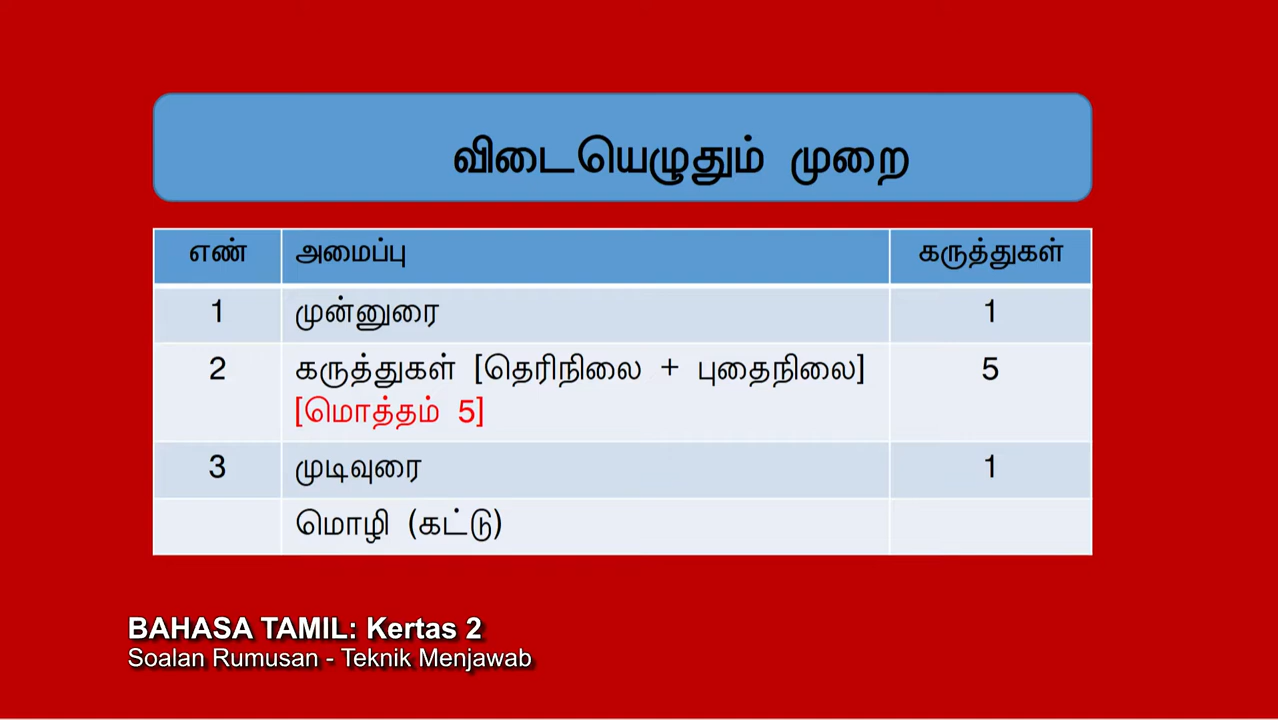 விடையெழுதும் முறை
எண் அமைப்பு கருத்துகள்
1 முன்னுரை 1
2 கருத்துகள் [தெரிநிலை + புதைநிலை] 5
[மொத்தம் 5]
3 முடிவுரை 1
மொழி (கட்டு)
BAHASA TAMIL: Kertas 2
Soalan Rumusan - Teknik Menjawab